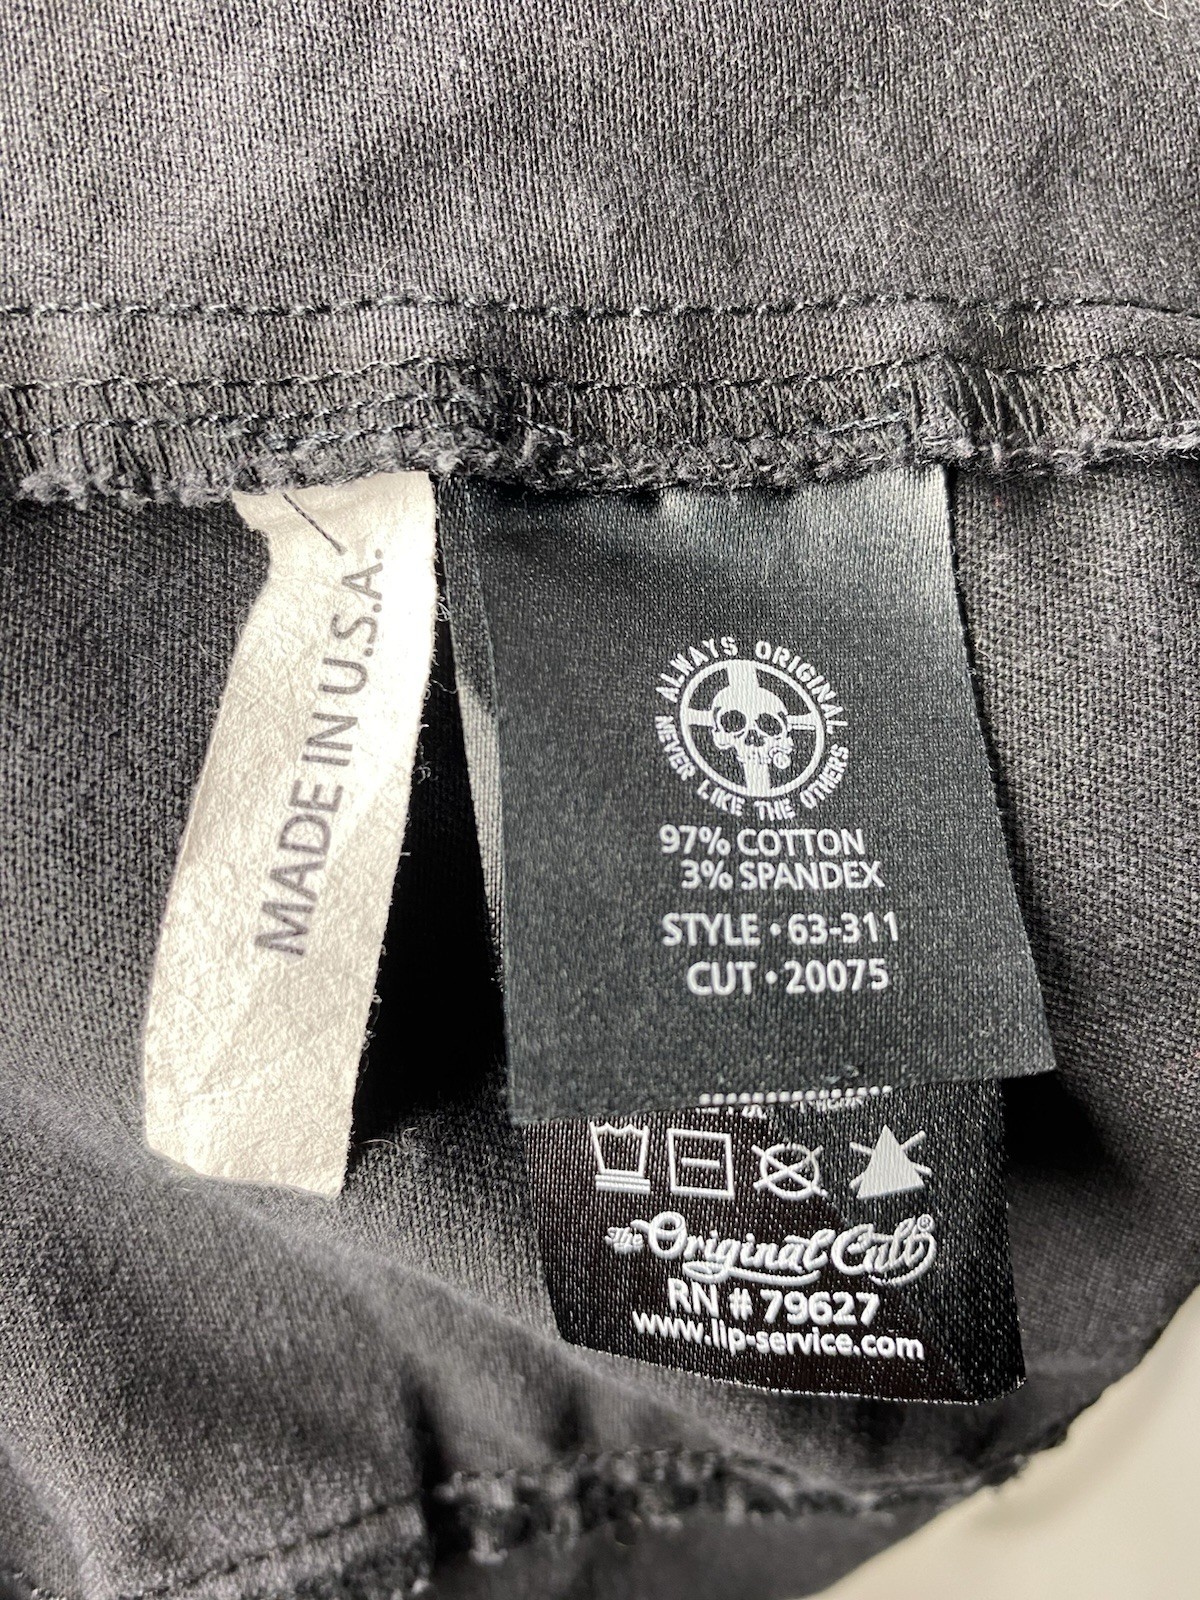 MADE IN U.S.A.
ALWAYS ORIGINAL
NEVER LIKE THE OTHERS
97% COTTON
3% SPANDEX
STYLE • 63-311
CUT • 20075
The Original Cult®
RN # 79627
www.lip-service.com